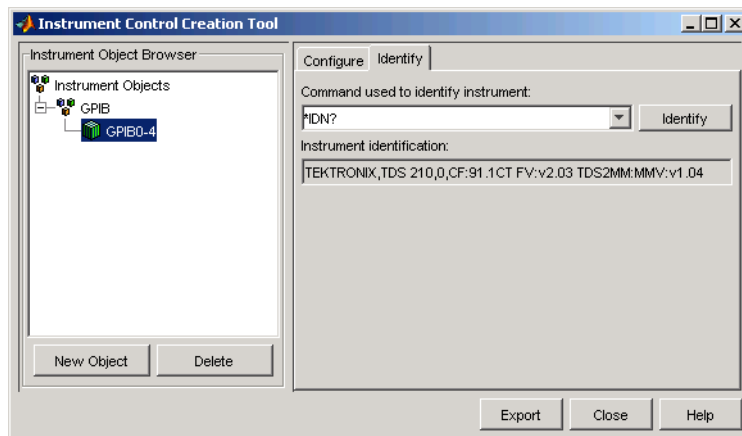 Instrument Control Creation Tool
Instrument Object Browser
Instrument Objects
GPIB
GPIB0-4
New Object
Delete
Configure
Identify
Command used to identify instrument:
*IDN?
Identify
Instrument identification:
TEKTRONIX,TDS 210,0,CF:91.1CT FV:v2.03 TDS2MM:MMV:v1.04
Export
Close
Help